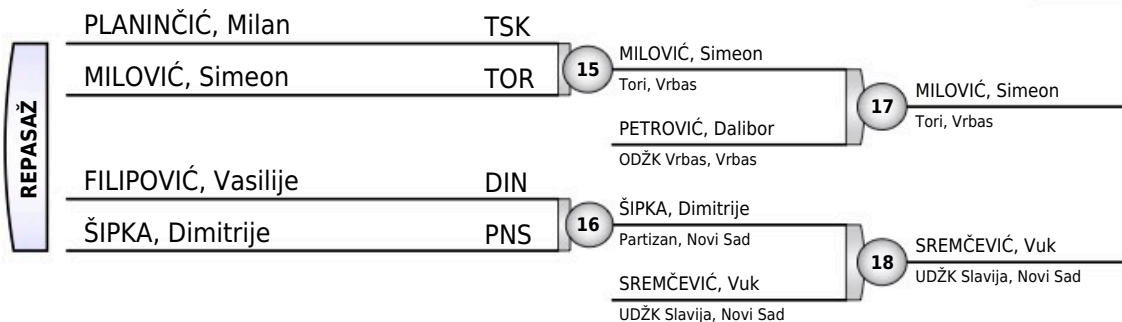 REPASAŽ
PLANINČIĆ, Milan TSK
MILOVIĆ, Simeon TOR
15
MILOVIĆ, Simeon
Tori, Vrbas
PETROVIĆ, Dalibor
ODŽK Vrbas, Vrbas
17
MILOVIĆ, Simeon
Tori, Vrbas
FILIPOVIĆ, Vasilije DIN
ŠIPKA, Dimitrije PNS
16
ŠIPKA, Dimitrije
Partizan, Novi Sad
SREMČEVIĆ, Vuk
UDŽK Slavija, Novi Sad
18
SREMČEVIĆ, Vuk
UDŽK Slavija, Novi Sad